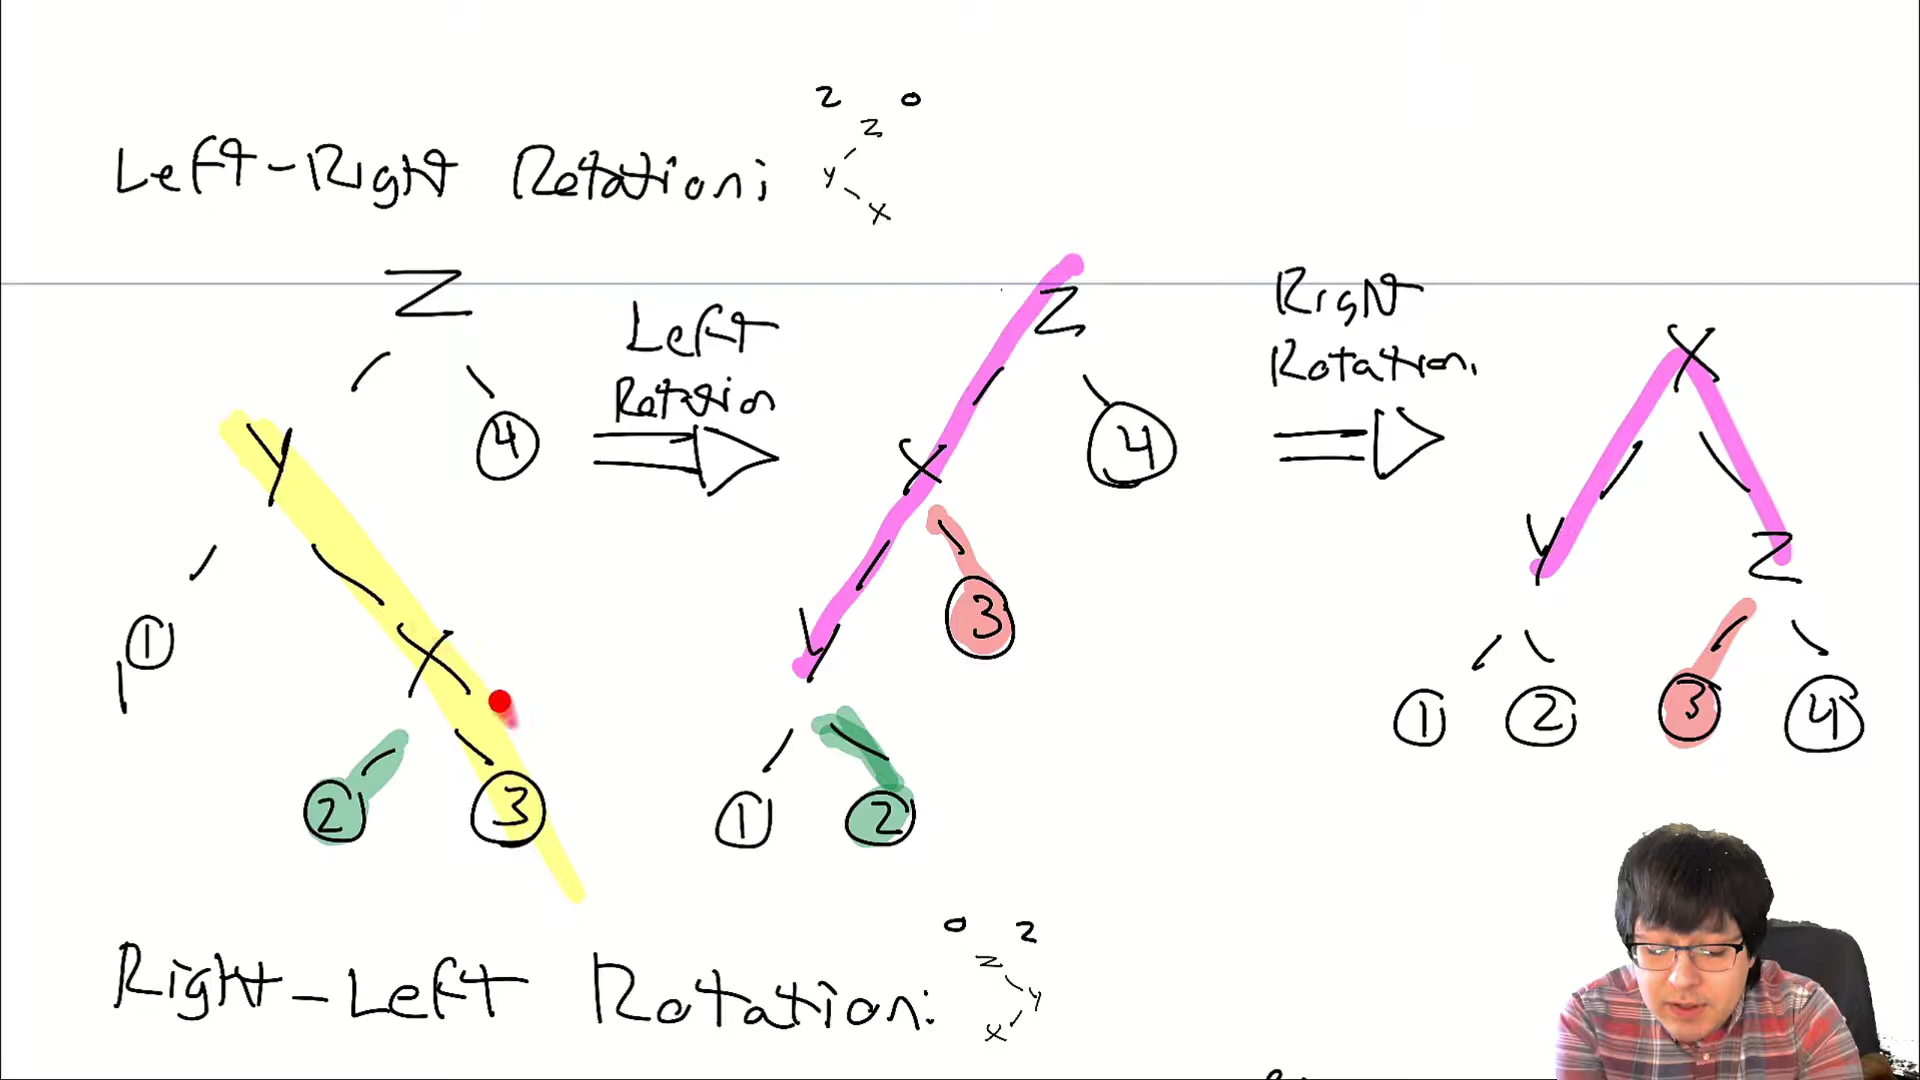 2 0
Left-Right Rotation:
Z
Y
X
Z
Y
4
1
X
2
3
Left
Rotation
Z
X
4
3
Y
1
2
Right
Rotation.
X
Y
Z
1
2
3
4
Right-Left Rotation:
0 2
Z
Y
X